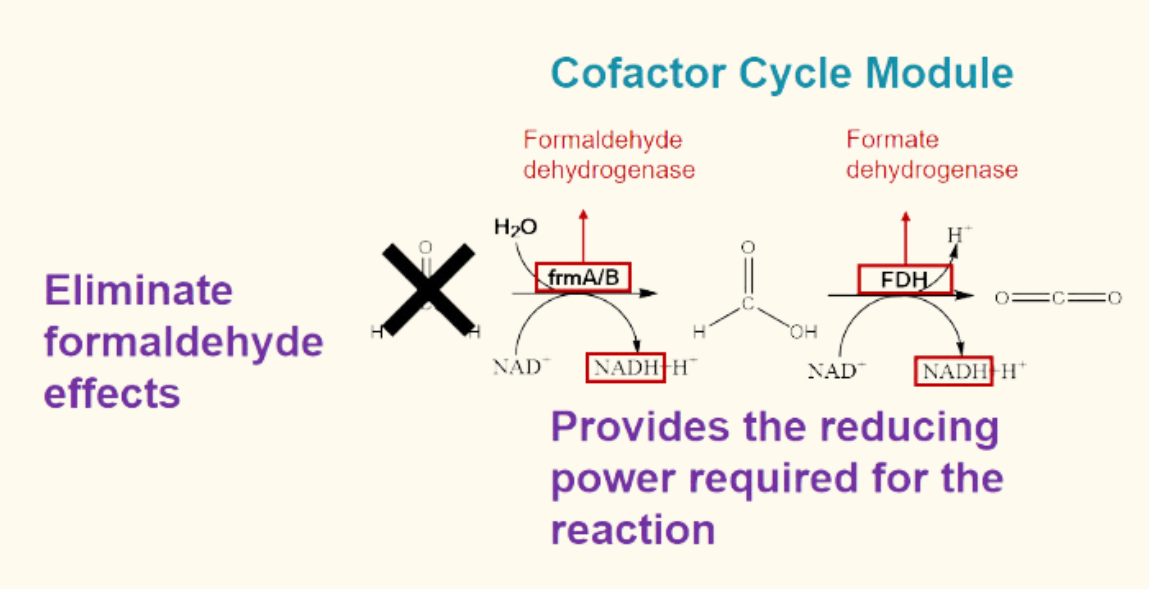 Cofactor Cycle Module
Formaldehyde
dehydrogenase
Formate
dehydrogenase
H₂O
H⁺
O
O
frmA/B
FDH
Eliminate
formaldehyde
effects
H
H
C
H
OH
O
C
O
NAD⁺
NADH+H⁺
NAD⁺
NADH+H⁺
Provides the reducing
power required for the
reaction